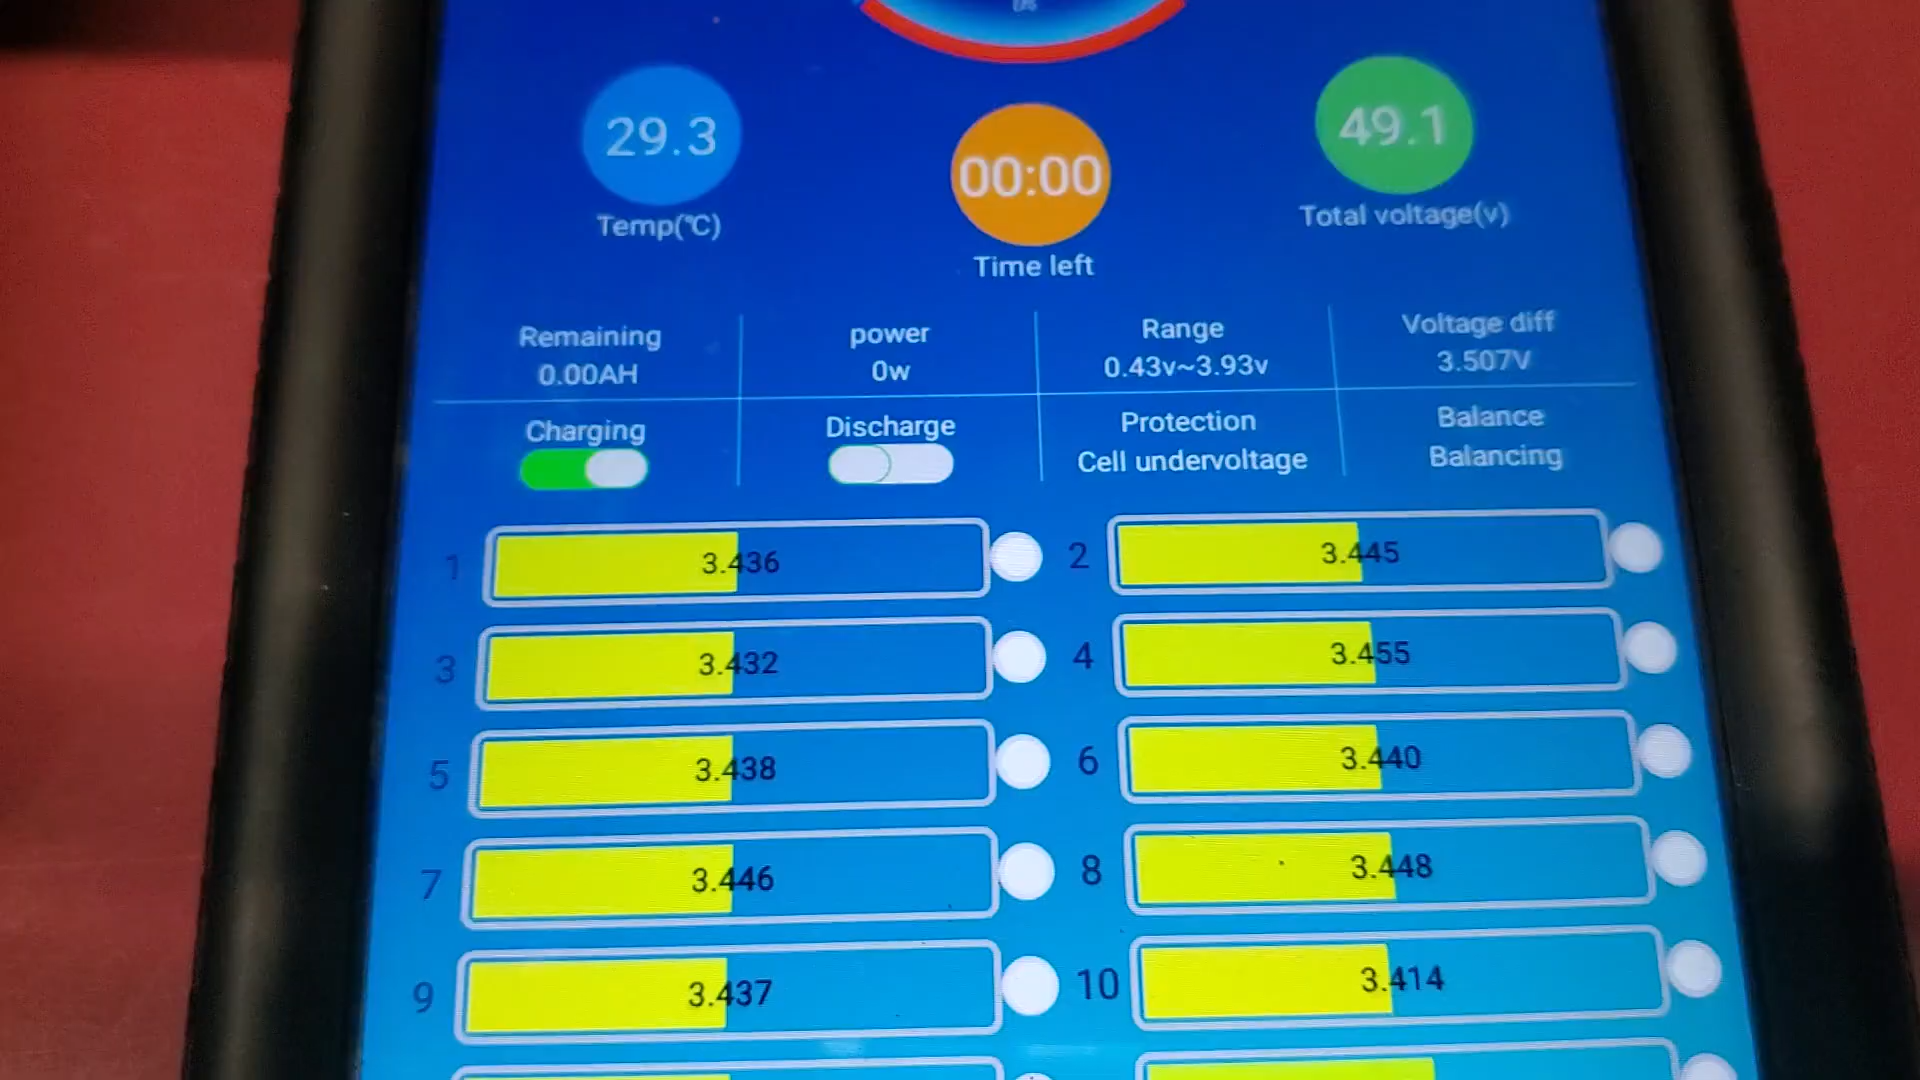 0%
29.3
00:00
49.1
Temp(℃)
Time left
Total voltage(v)
Remaining
0.00AH
power
0w
Range
0.43v~3.93v
Voltage diff
3.507V
Charging
Discharge
Protection
Cell undervoltage
Balance
Balancing
1 3.436
2 3.445
3 3.432
4 3.455
5 3.438
6 3.440
7 3.446
8 3.448
9 3.437
10 3.414